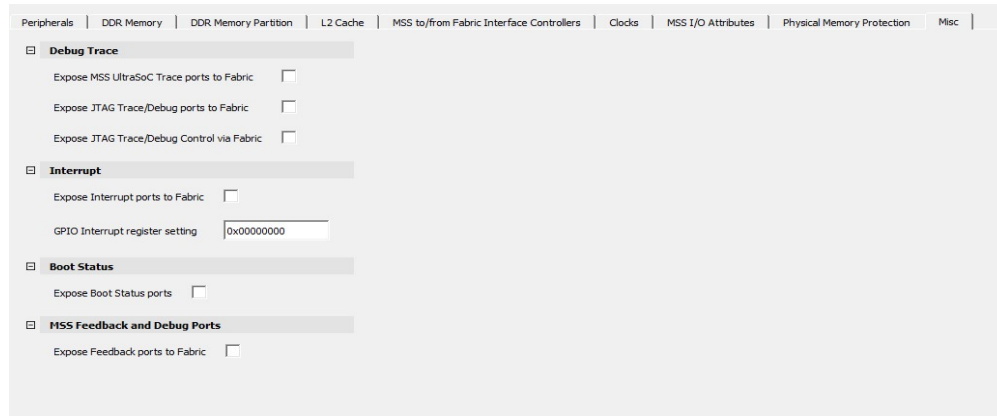 Peripherals DDR Memory DDR Memory Partition L2 Cache MSS to/from Fabric Interface Controllers Clocks MSS I/O Attributes Physical Memory Protection Misc
Debug Trace
Expose MSS UltraSoC Trace ports to Fabric
Expose JTAG Trace/Debug ports to Fabric
Expose JTAG Trace/Debug Control via Fabric
Interrupt
Expose Interrupt ports to Fabric
GPIO Interrupt register setting 0x00000000
Boot Status
Expose Boot Status ports
MSS Feedback and Debug Ports
Expose Feedback ports to Fabric